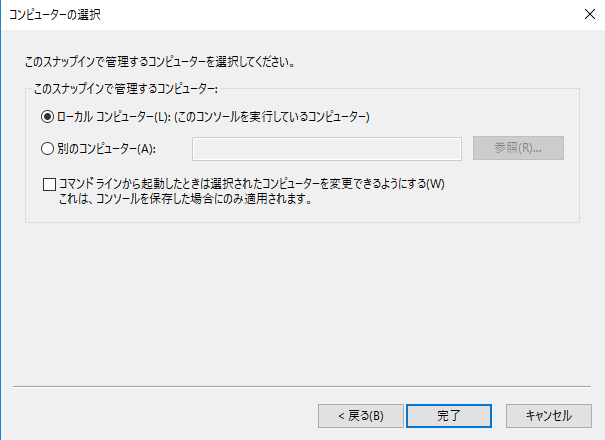 コンピューターの選択
このスナップインで管理するコンピューターを選択してください。
このスナップインで管理するコンピューター:
ローカル コンピューター(L): (このコンソールを実行しているコンピューター)
別のコンピューター(A):
参照(R)...
コマンド ラインから起動したときは選択されたコンピューターを変更できるようにする(W)
これは、コンソールを保存した場合にのみ適用されます。
< 戻る(B)
完了
キャンセル